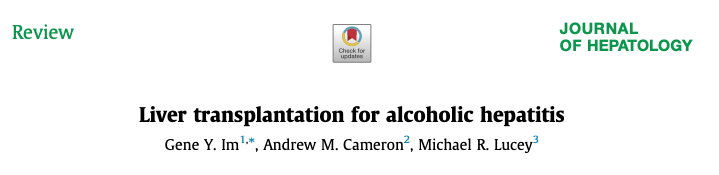 Review
Check for
updates
JOURNAL
OF HEPATOLOGY
Liver transplantation for alcoholic hepatitis
Gene Y. Im1,*, Andrew M. Cameron2, Michael R. Lucey3